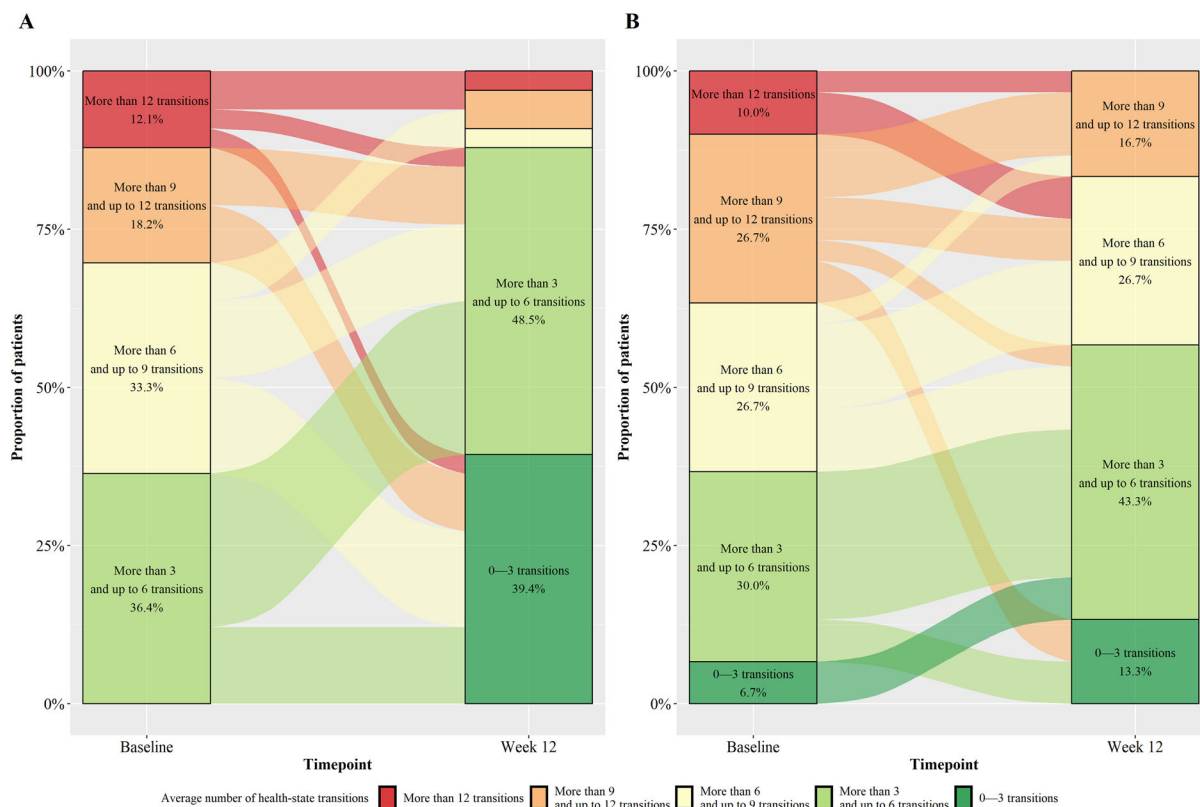 A
B
Proportion of patients
100%
75%
50%
25%
0%
More than 12 transitions
12.1%
More than 9
and up to 12 transitions
18.2%
More than 6
and up to 9 transitions
33.3%
More than 3
and up to 6 transitions
36.4%
More than 3
and up to 6 transitions
48.5%
0—3 transitions
39.4%
Baseline
Week 12
Timepoint
Proportion of patients
100%
75%
50%
25%
0%
More than 12 transitions
10.0%
More than 9
and up to 12 transitions
26.7%
More than 6
and up to 9 transitions
26.7%
More than 3
and up to 6 transitions
30.0%
0—3 transitions
6.7%
More than 9
and up to 12 transitions
16.7%
More than 6
and up to 9 transitions
26.7%
More than 3
and up to 6 transitions
43.3%
0—3 transitions
13.3%
Baseline
Week 12
Timepoint
Average number of health-state transitions
More than 12 transitions
More than 9
and up to 12 transitions
More than 6
and up to 9 transitions
More than 3
and up to 6 transitions
0—3 transitions